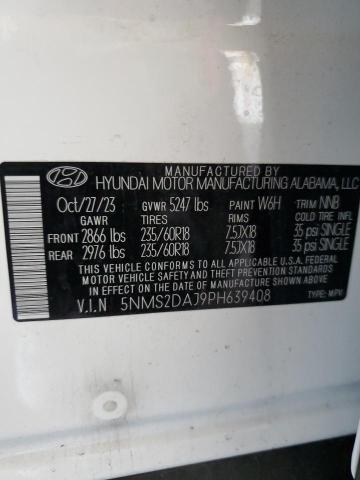 MANUFACTURED BY
HYUNDAI MOTOR MANUFACTURING ALABAMA, LLC
Oct/27/23 GVWR 5247 lbs PAINT W6H TRIM NNB
GAWR TIRES RIMS COLD TIRE INFL
FRONT 2866 lbs 235/60R18 7.5JX18 35 psi SINGLE
REAR 2976 lbs 235/60R18 7.5JX18 35 psi SINGLE
THIS VEHICLE CONFORMS TO ALL APPLICABLE U.S.A. FEDERAL
MOTOR VEHICLE SAFETY AND THEFT PREVENTION STANDARDS
IN EFFECT ON THE DATE OF MANUFACTURE SHOWN ABOVE.
V.I.N 5NMS2DAJ9PH639408 TYPE: MPV